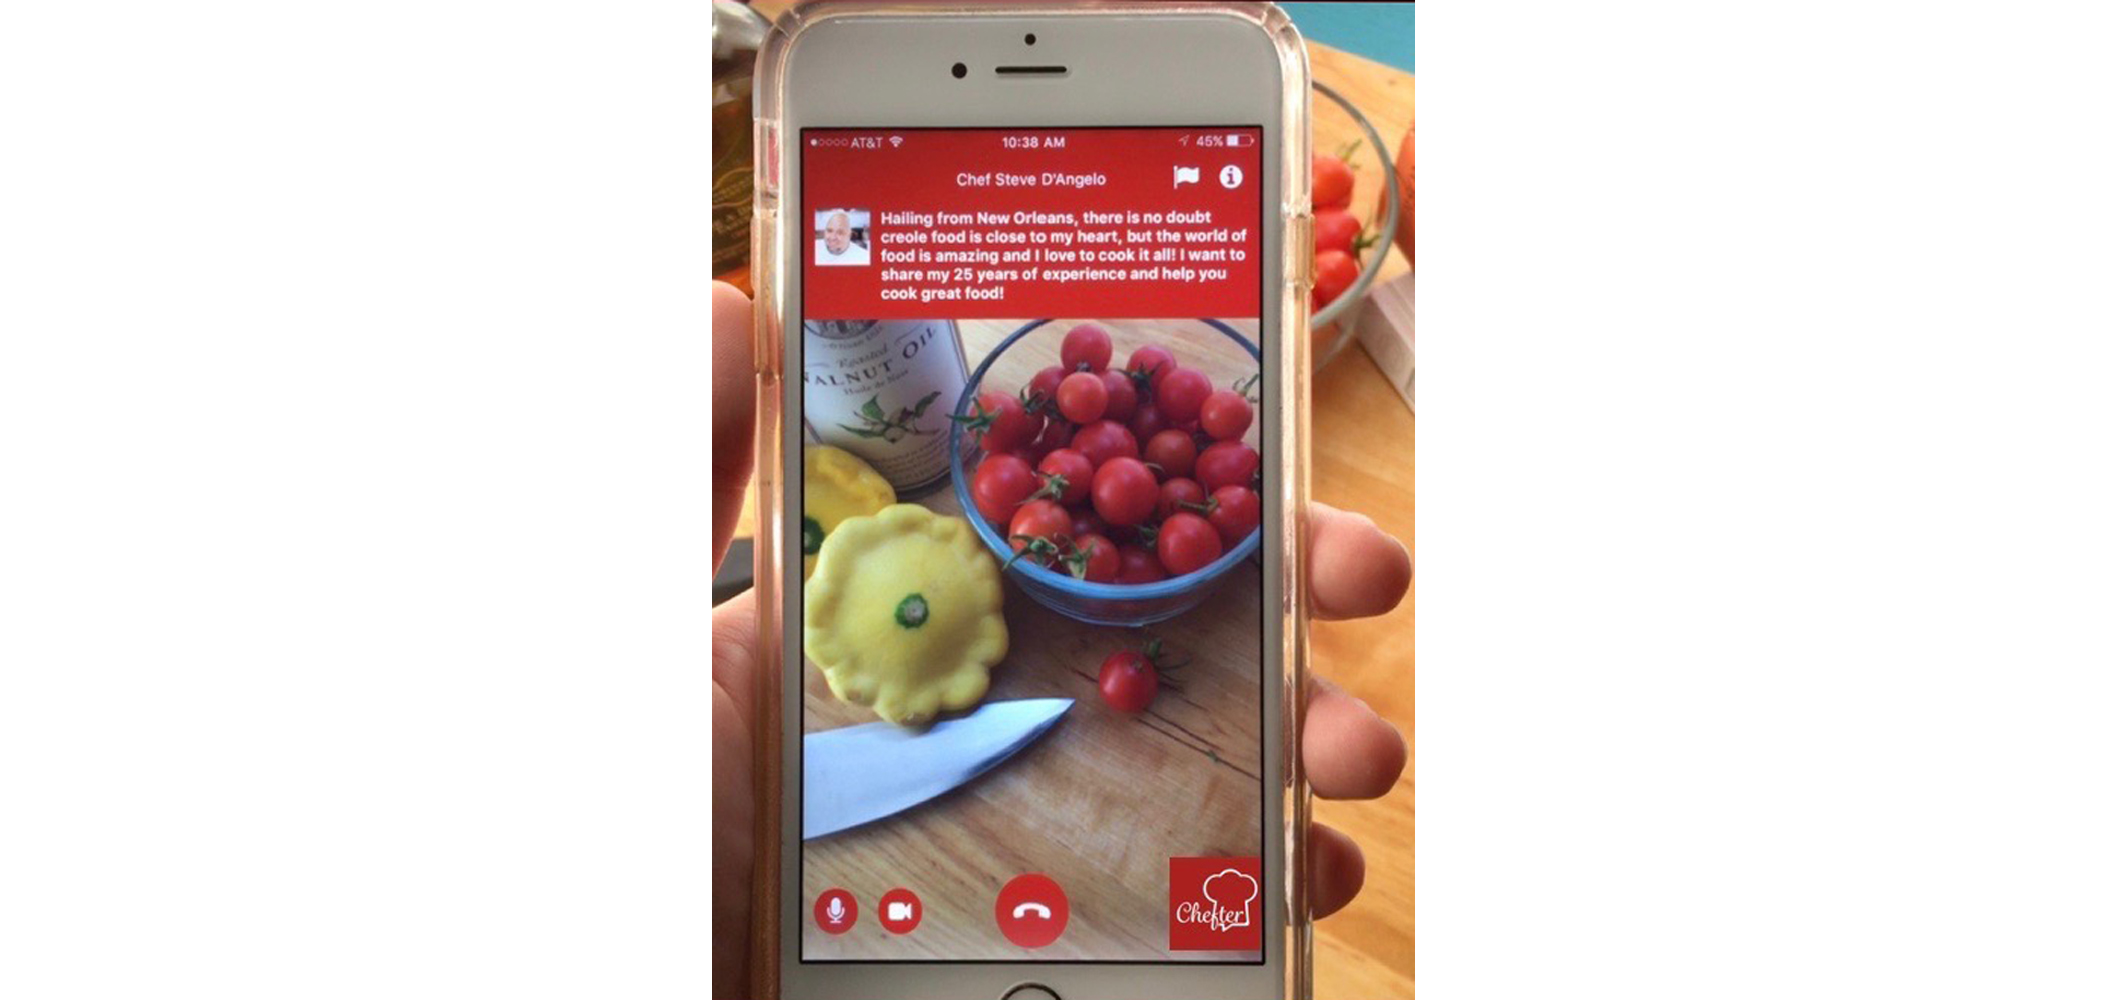 AT&T 10:38 AM 45%
Chef Steve D'Angelo
Hailing from New Orleans, there is no doubt
creole food is close to my heart, but the world of
food is amazing and I love to cook it all! I want to
share my 25 years of experience and help you
cook great food!
Roasted
WALNUT OIL
Huile de Noix
Chefter